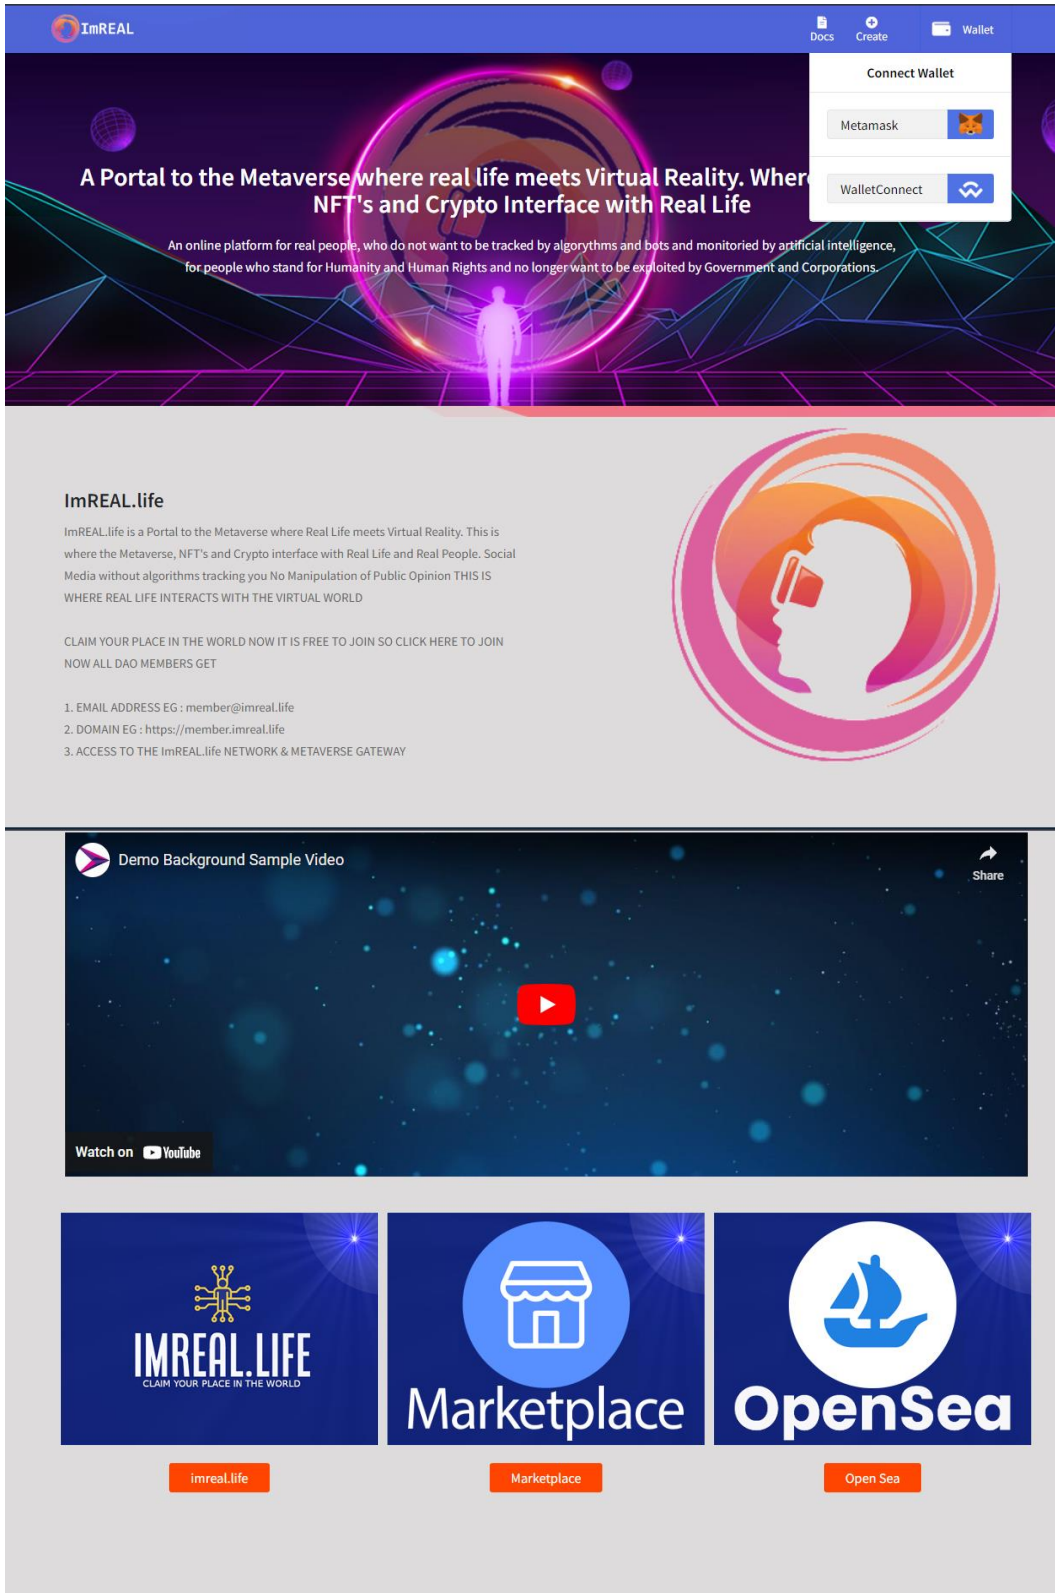 ImREAL
Docs
Create
Wallet
Connect Wallet
Metamask
WalletConnect
A Portal to the Metaverse where real life meets Virtual Reality. Wher
NFT's and Crypto Interface with Real Life
An online platform for real people, who do not want to be tracked by algorythms and bots and monitoried by artificial intelligence,
for people who stand for Humanity and Human Rights and no longer want to be exploited by Government and Corporations.
ImREAL.life
ImREAL.life is a Portal to the Metaverse where Real Life meets Virtual Reality. This is
where the Metaverse, NFT's and Crypto interface with Real Life and Real People. Social
Media without algorithms tracking you No Manipulation of Public Opinion THIS IS
WHERE REAL LIFE INTERACTS WITH THE VIRTUAL WORLD
CLAIM YOUR PLACE IN THE WORLD NOW IT IS FREE TO JOIN SO CLICK HERE TO JOIN
NOW ALL DAO MEMBERS GET
1. EMAIL ADDRESS EG : member@imreal.life
2. DOMAIN EG : https://member.imreal.life
3. ACCESS TO THE ImREAL.life NETWORK & METAVERSE GATEWAY
Demo Background Sample Video
Share
Watch on YouTube
IMREAL.LIFE
CLAIM YOUR PLACE IN THE WORLD
Marketplace
OpenSea
imreal.life
Marketplace
Open Sea